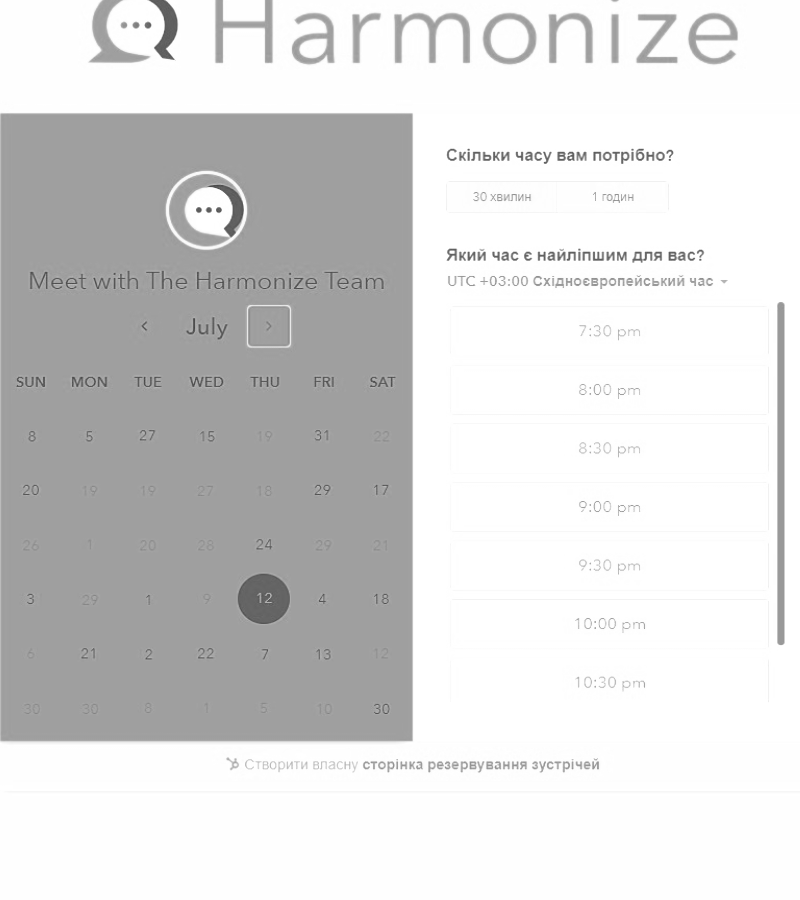 Harmonize
Meet with The Harmonize Team
July
SUN MON TUE WED THU FRI SAT
8 5 27 15 19 31 22
20 19 19 27 18 29 17
26 1 20 28 24 29 21
3 29 1 9 12 4 18
6 21 2 22 7 13 12
30 30 8 1 5 10 30
Скільки часу вам потрібно?
30 хвилин 1 годин
Який час є найліпшим для вас?
UTC +03:00 Східноєвропейський час
7:30 pm
8:00 pm
8:30 pm
9:00 pm
9:30 pm
10:00 pm
10:30 pm
Створити власну сторінка резервування зустрічей